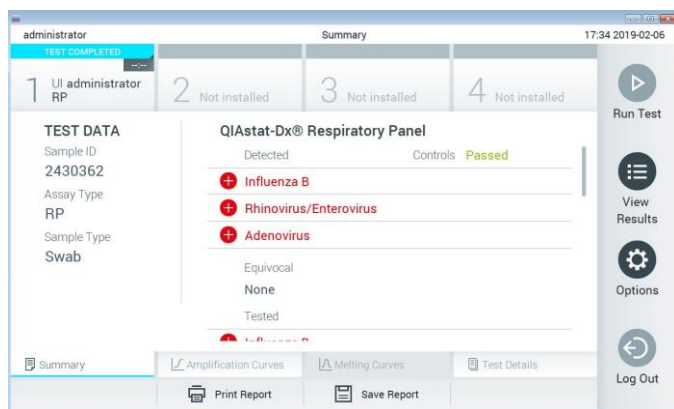 administrator Summary 17:34 2019-02-06
TEST COMPLETED
--:--
1 UI administrator
RP
2 Not installed
3 Not installed
4 Not installed
Run Test
View
Results
Options
Log Out
TEST DATA
Sample ID
2430362
Assay Type
RP
Sample Type
Swab
QIAstat-Dx® Respiratory Panel
Detected Controls Passed
Influenza B
Rhinovirus/Enterovirus
Adenovirus
Equivocal
None
Tested
Influenza B
Summary Amplification Curves Melting Curves Test Details
Print Report Save Report